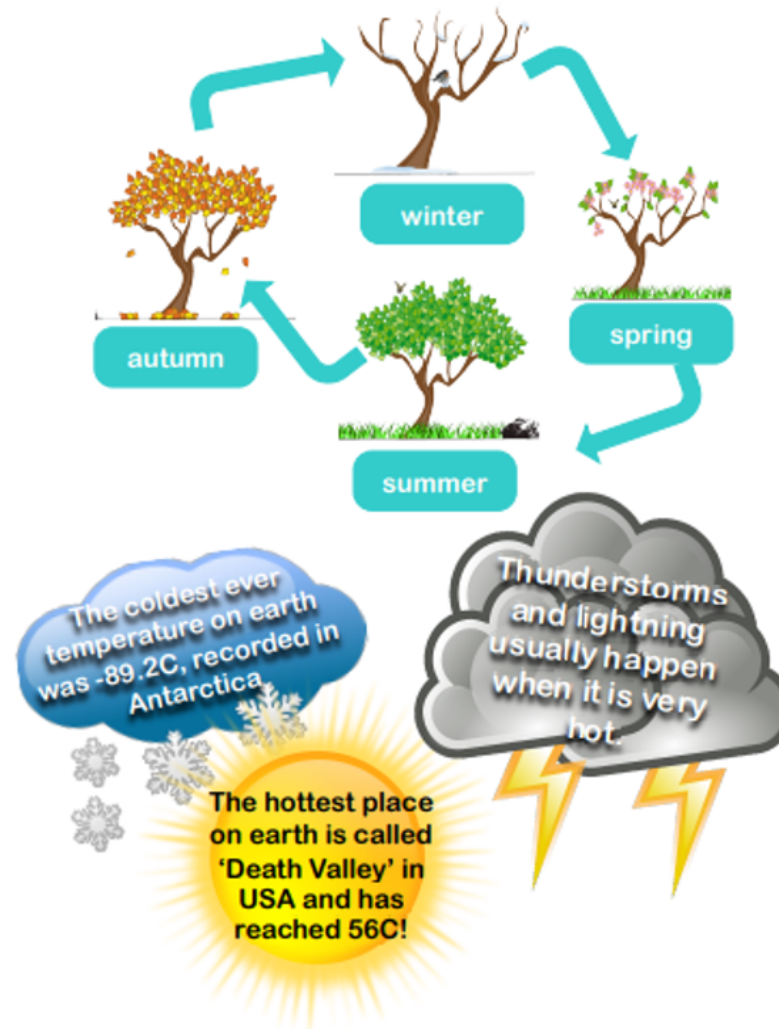 winter
spring
autumn
summer
The coldest ever
temperature on earth
was -89.2C, recorded in
Antarctica
Thunderstorms
and lightning
usually happen
when it is very
hot.
The hottest place
on earth is called
‘Death Valley’ in
USA and has
reached 56C!